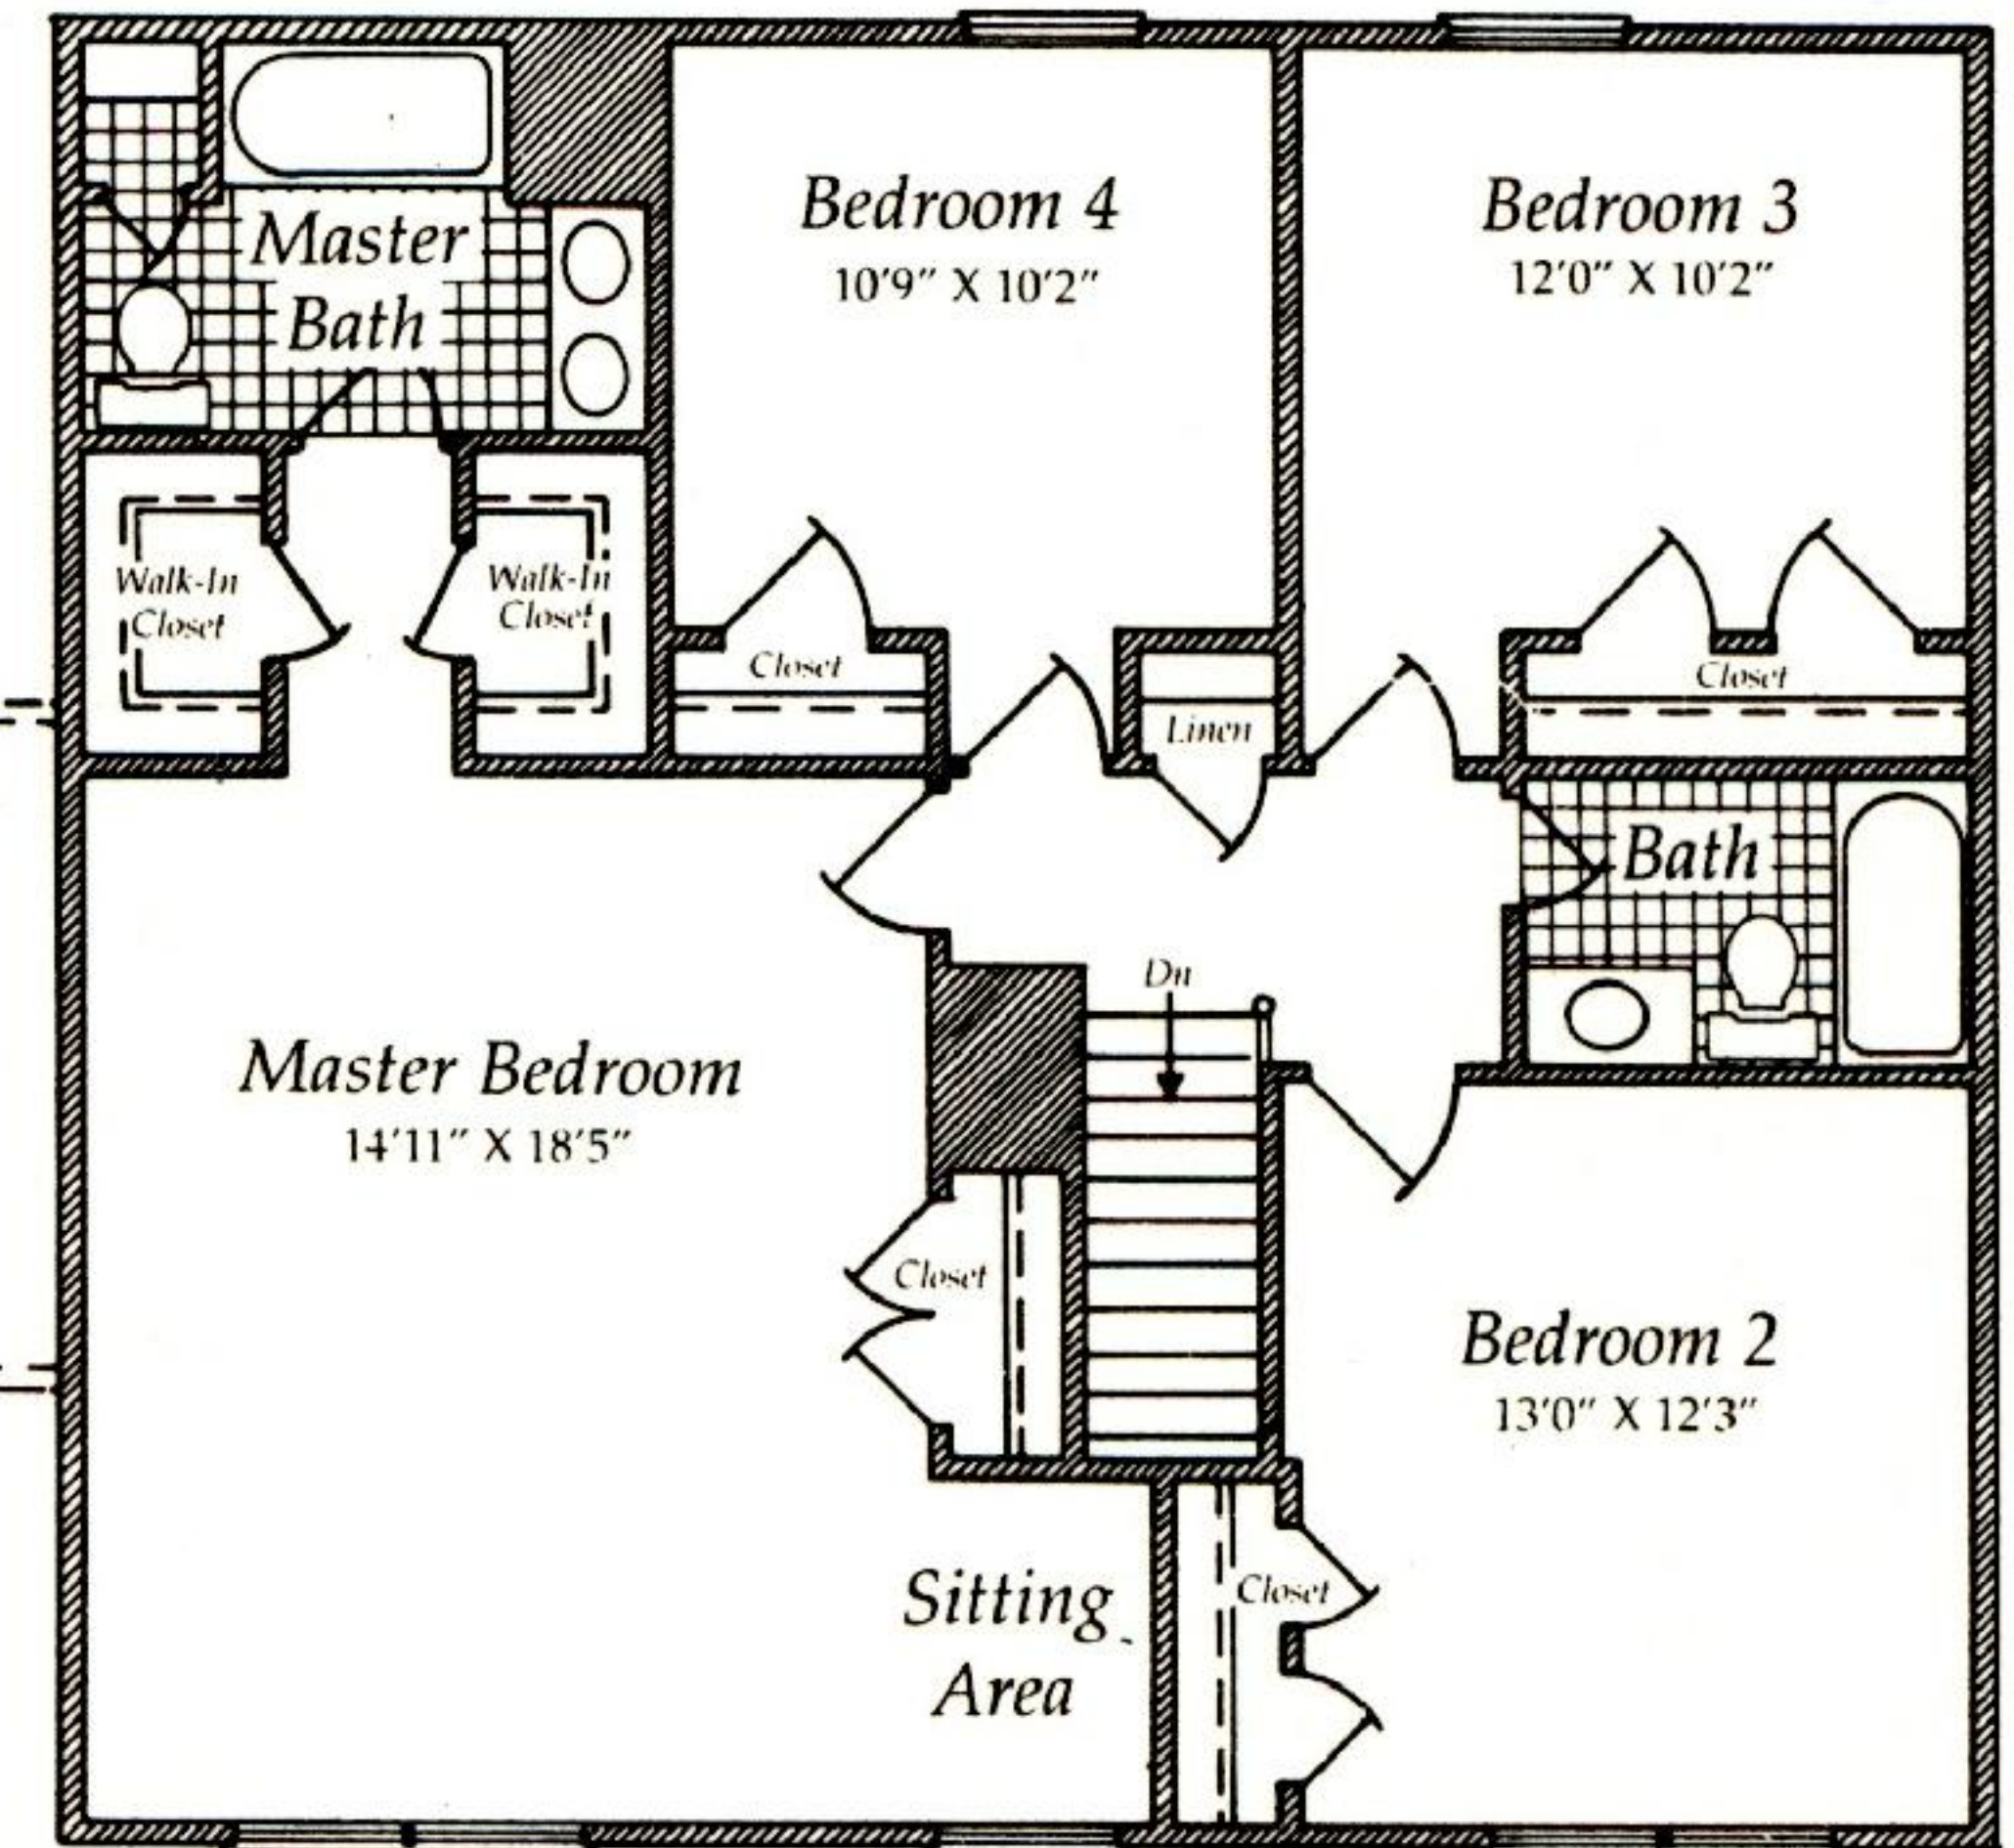 Master
Bath
Bedroom 4
10'9" X 10'2"
Bedroom 3
12'0" X 10'2"
Walk-In
Closet
Walk-In
Closet
Closet
Linen
Closet
Bath
Dn
Master Bedroom
14'11" X 18'5"
Closet
Bedroom 2
13'0" X 12'3"
Sitting
Area
Closet